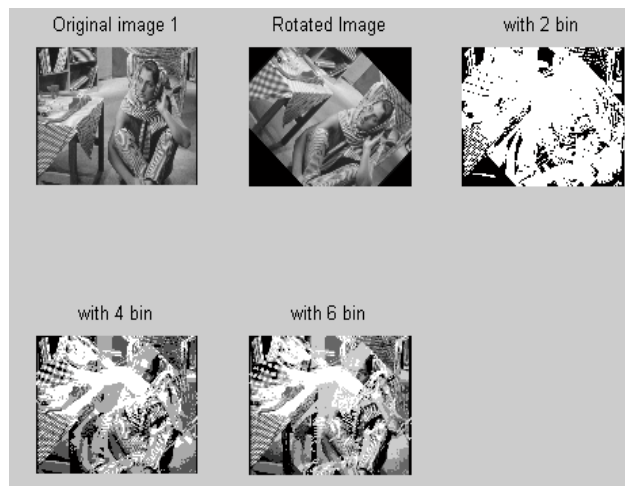 Original image 1
Rotated Image
with 2 bin
with 4 bin
with 6 bin